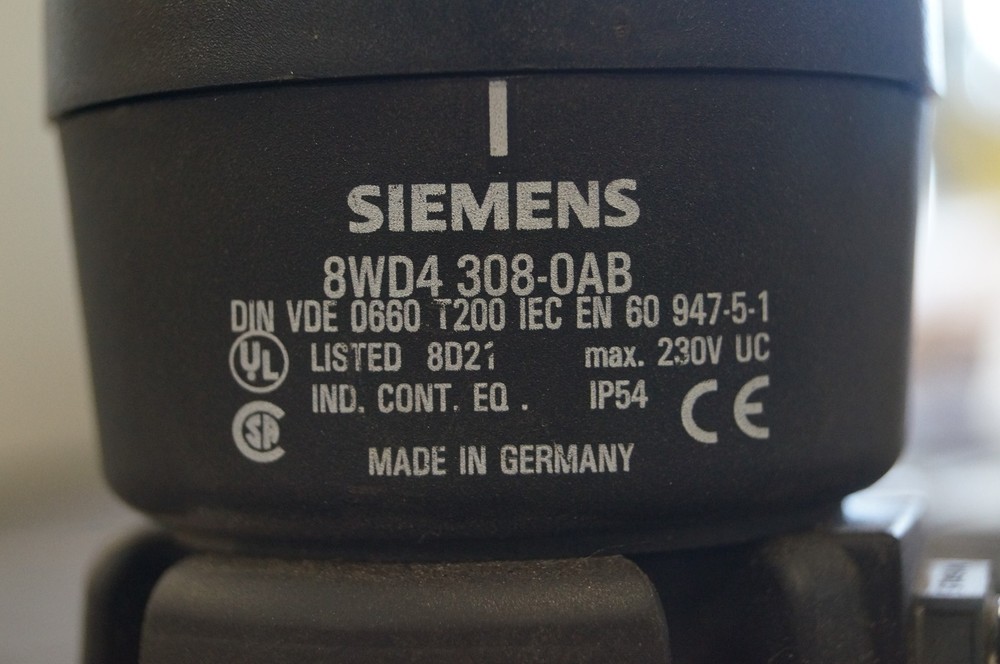 SIEMENS
8WD4 308-0AB
DIN VDE 0660 T200 IEC EN 60 947-5-1
UL LISTED 8D21 max. 230V UC
IND. CONT. EQ. IP54 CE
SA
MADE IN GERMANY